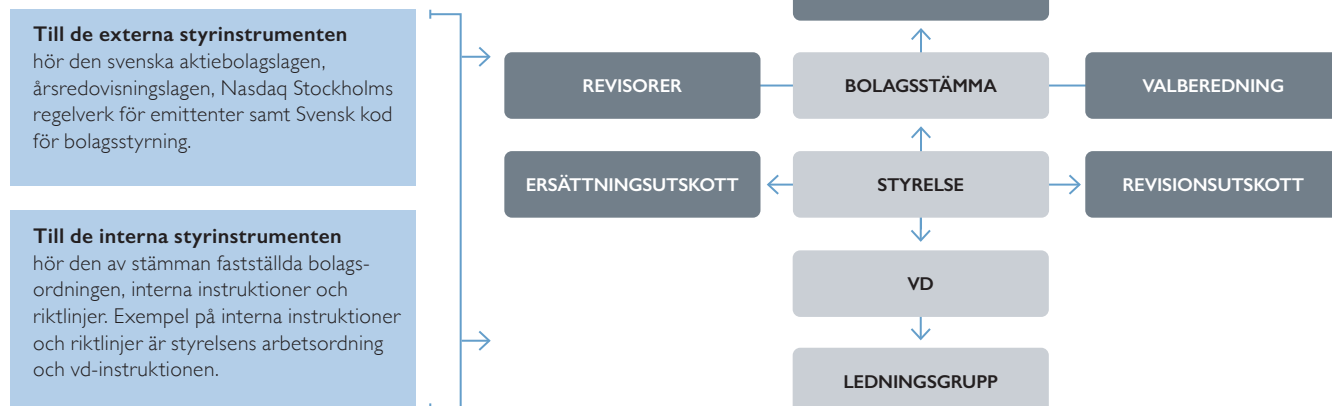 Till de externa styrinstrumenten
hör den svenska aktiebolagslagen,
årsredovisningslagen, Nasdaq Stockholms
regelverk för emittenter samt Svensk kod
för bolagsstyrning.
Till de interna styrinstrumenten
hör den av stämman fastställda bolags-
ordningen, interna instruktioner och
riktlinjer. Exempel på interna instruktioner
och riktlinjer är styrelsens arbetsordning
och vd-instruktionen.
REVISORER
BOLAGSSTÄMMA
VALBEREDNING
ERSÄTTNINGSUTSKOTT
STYRELSE
REVISIONSUTSKOTT
VD
LEDNINGSGRUPP